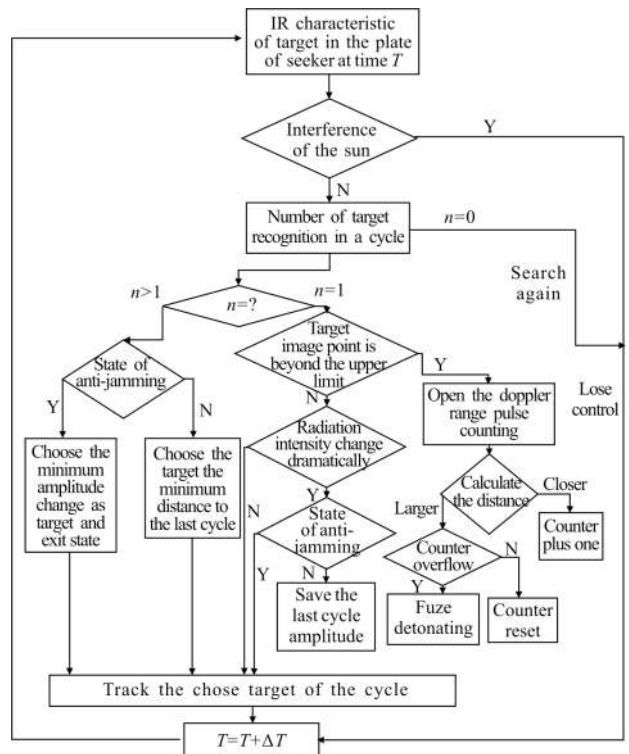 IR characteristic
of target in the plate
of seeker at time T
Interference
of the sun
Y
N
Number of target
recognition in a cycle
n=0
Search
again
n>1
n=?
n=1
Target
image point is
beyond the upper
limit
State of
anti-jamming
Y
N
Y
N
Open the doppler
range pulse
counting
Lose
control
Choose the
minimum
amplitude
change as
target and
exit state
Choose the
target the
minimum
distance to
the last cycle
Radiation
intensity change
dramatically
N
Y
Calculate
the distance
Larger
Closer
Counter
plus one
State
of anti-
jamming
Y
N
Counter
overflow
Y
N
Save the
last cycle
amplitude
Fuze
detonating
Counter
reset
Track the chose target of the cycle
T=T+ΔT